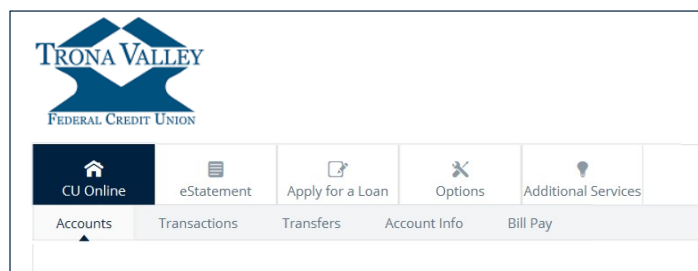 TRONA VALLEY
FEDERAL CREDIT UNION
CU Online eStatement Apply for a Loan Options Additional Services
Accounts Transactions Transfers Account Info Bill Pay